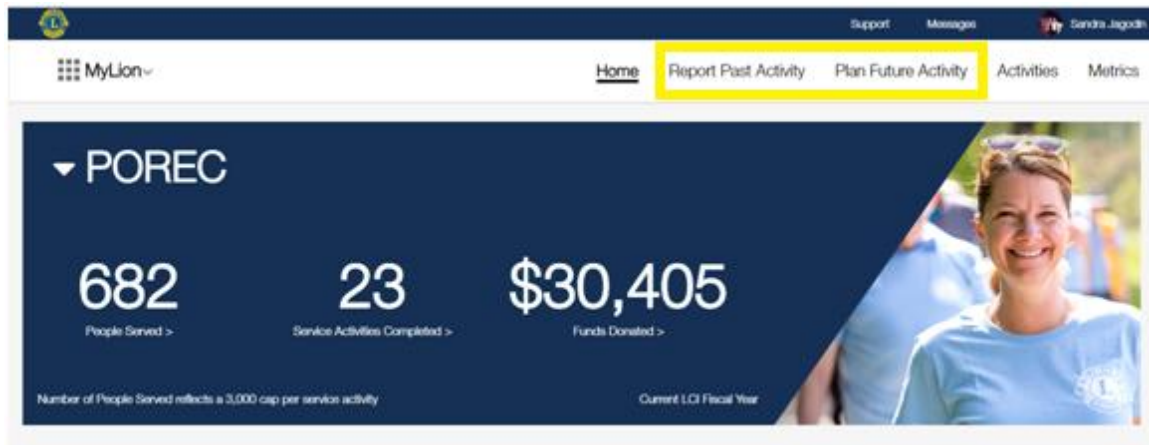 Support Messages Sandra Jagodin
MyLion
Home Report Past Activity Plan Future Activity Activities Metrics
POREC
682 23 $30,405
People Served > Service Activities Completed > Funds Donated >
Number of People Served reflects a 3,000 cap per service activity Current LCI Fiscal Year
L